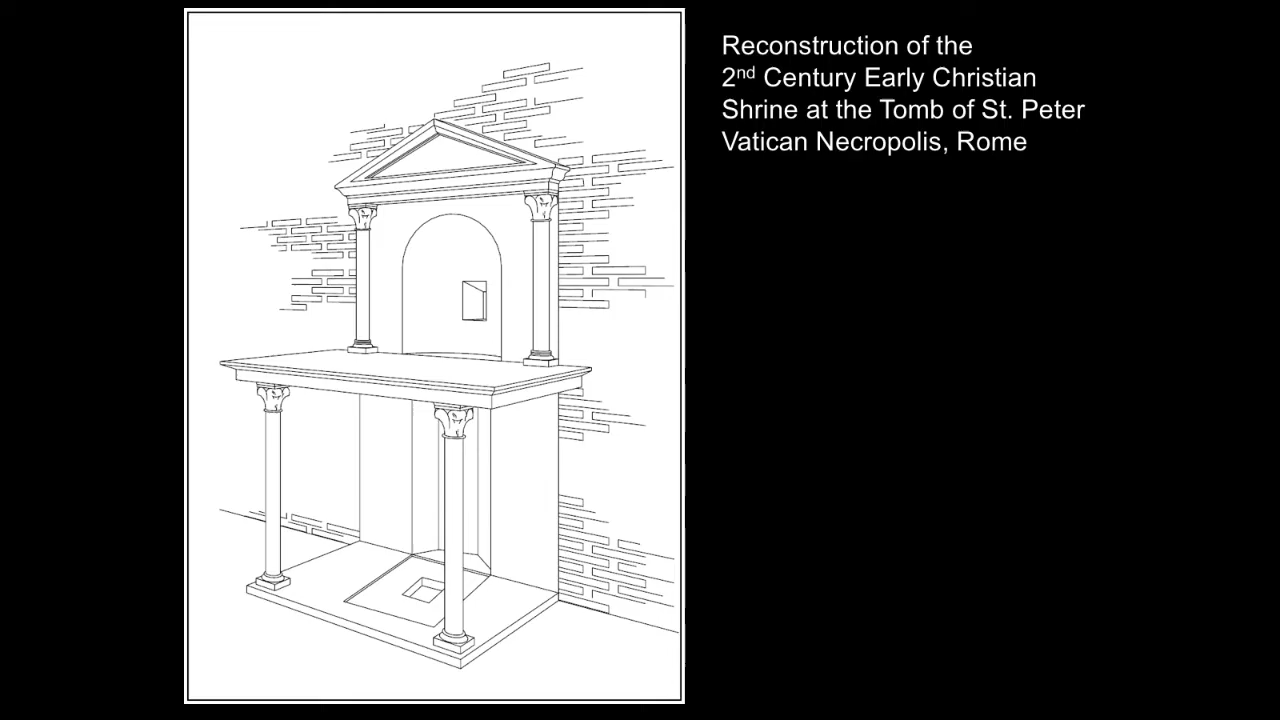 Reconstruction of the
2nd Century Early Christian
Shrine at the Tomb of St. Peter
Vatican Necropolis, Rome